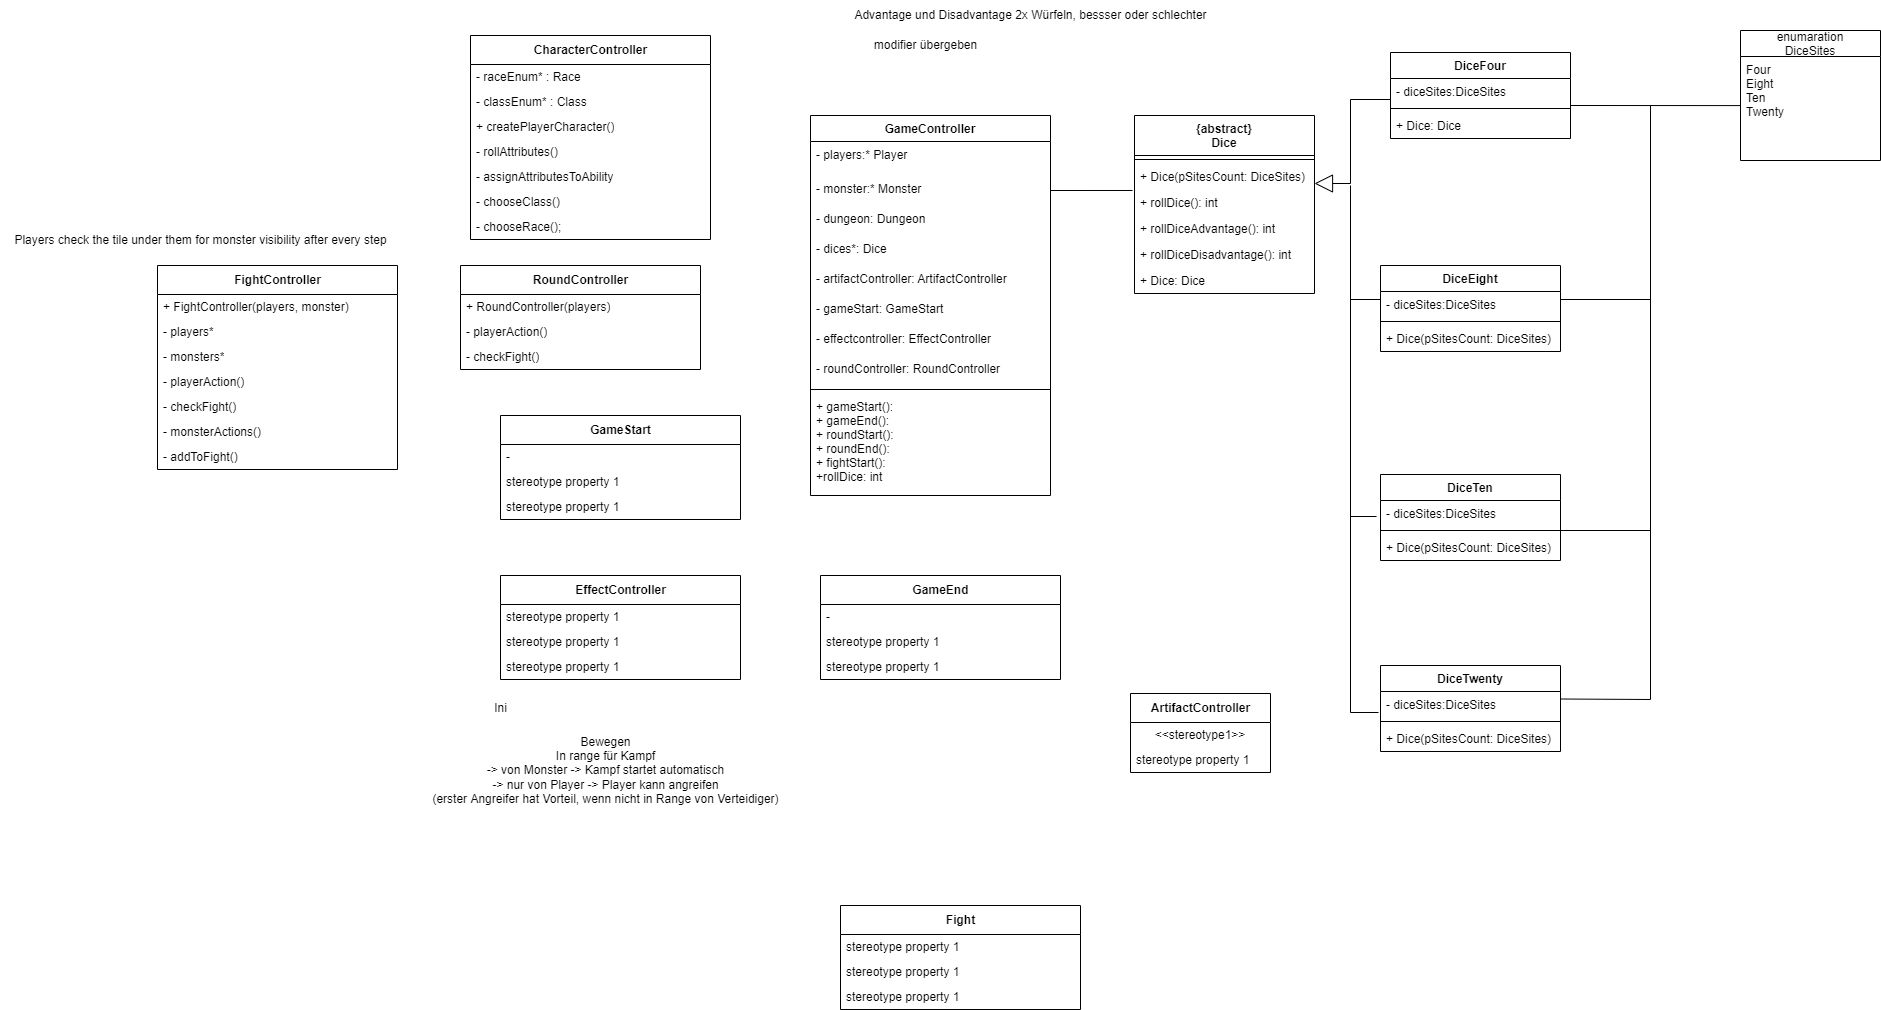 Advantage und Disadvantage 2x Würfeln, bessser oder schlechter
modifier übergeben
CharacterController
- raceEnum* : Race
- classEnum* : Class
+ createPlayerCharacter()
- rollAttributes()
- assignAttributesToAbility
- chooseClass()
- chooseRace();
Players check the tile under them for monster visibility after every step
FightController
+ FightController(players, monster)
- players*
- monsters*
- playerAction()
- checkFight()
- monsterActions()
- addToFight()
RoundController
+ RoundController(players)
- playerAction()
- checkFight()
GameStart
-
stereotype property 1
stereotype property 1
EffectController
stereotype property 1
stereotype property 1
stereotype property 1
Ini
Bewegen
In range für Kampf
-> von Monster -> Kampf startet automatisch
-> nur von Player -> Player kann angreifen
(erster Angreifer hat Vorteil, wenn nicht in Range von Verteidiger)
GameController
- players:* Player
- monster:* Monster
- dungeon: Dungeon
- dices*: Dice
- artifactController: ArtifactController
- gameStart: GameStart
- effectcontroller: EffectController
- roundController: RoundController
+ gameStart():
+ gameEnd():
+ roundStart():
+ roundEnd():
+ fightStart():
+rollDice: int
GameEnd
-
stereotype property 1
stereotype property 1
Fight
stereotype property 1
stereotype property 1
stereotype property 1
{abstract}
Dice
+ Dice(pSitesCount: DiceSites)
+ rollDice(): int
+ rollDiceAdvantage(): int
+ rollDiceDisadvantage(): int
+ Dice: Dice
ArtifactController
<<stereotype1>>
stereotype property 1
DiceFour
- diceSites:DiceSites
+ Dice: Dice
DiceEight
- diceSites:DiceSites
+ Dice(pSitesCount: DiceSites)
DiceTen
- diceSites:DiceSites
+ Dice(pSitesCount: DiceSites)
DiceTwenty
- diceSites:DiceSites
+ Dice(pSitesCount: DiceSites)
enumaration
DiceSites
Four
Eight
Ten
Twenty